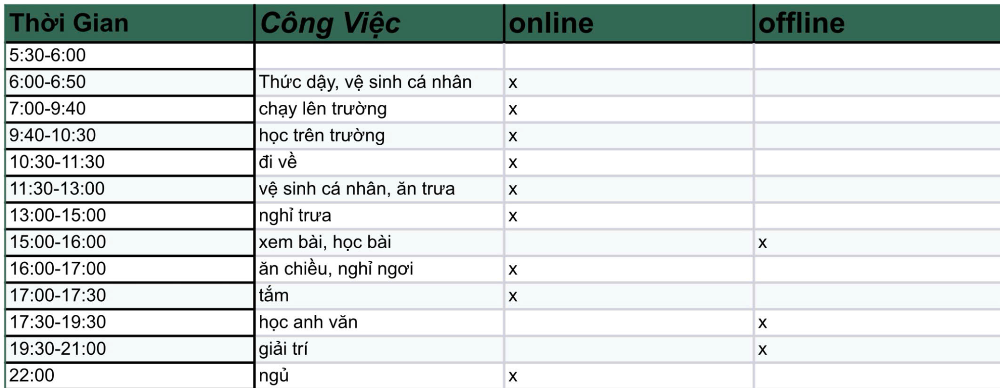 Thời Gian Công Việc online offline
5:30-6:00
6:00-6:50 Thức dậy, vệ sinh cá nhân x
7:00-9:40 chạy lên trường x
9:40-10:30 học trên trường x
10:30-11:30 đi về x
11:30-13:00 vệ sinh cá nhân, ăn trưa x
13:00-15:00 nghỉ trưa x
15:00-16:00 xem bài, học bài x
16:00-17:00 ăn chiều, nghỉ ngơi x
17:00-17:30 tắm x
17:30-19:30 học anh văn x
19:30-21:00 giải trí x
22:00 ngủ x